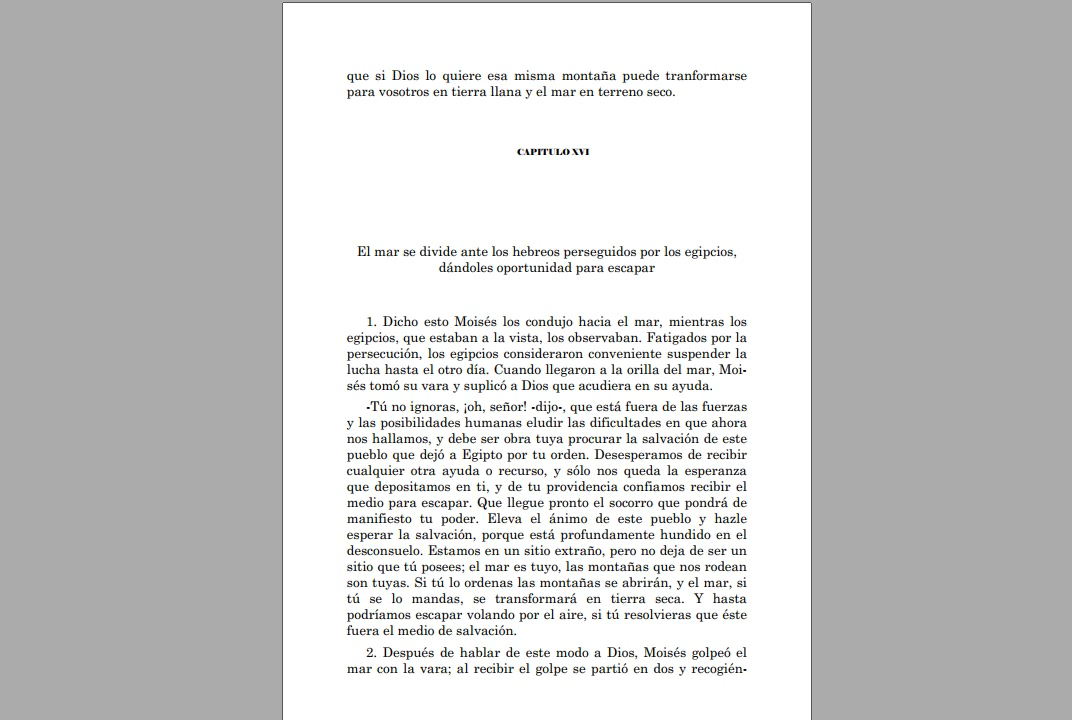 que si Dios lo quiere esa misma montaña puede tranformarse
para vosotros en tierra llana y el mar en terreno seco.
CAPITULO XVI
El mar se divide ante los hebreos perseguidos por los egipcios,
dándoles oportunidad para escapar
1. Dicho esto Moisés los condujo hacia el mar, mientras los
egipcios, que estaban a la vista, los observaban. Fatigados por la
persecución, los egipcios consideraron conveniente suspender la
lucha hasta el otro día. Cuando llegaron a la orilla del mar, Moi-
sés tomó su vara y suplicó a Dios que acudiera en su ayuda.
-Tú no ignoras, ¡oh, señor! -dijo-, que está fuera de las fuerzas
y las posibilidades humanas eludir las dificultades en que ahora
nos hallamos, y debe ser obra tuya procurar la salvación de este
pueblo que dejó a Egipto por tu orden. Desesperamos de recibir
cualquier otra ayuda o recurso, y sólo nos queda la esperanza
que depositamos en ti, y de tu providencia confiamos recibir el
medio para escapar. Que llegue pronto el socorro que pondrá de
manifiesto tu poder. Eleva el ánimo de este pueblo y hazle
esperar la salvación, porque está profundamente hundido en el
desconsuelo. Estamos en un sitio extraño, pero no deja de ser un
sitio que tú posees; el mar es tuyo, las montañas que nos rodean
son tuyas. Si tú lo ordenas las montañas se abrirán, y el mar, si
tú se lo mandas, se transformará en tierra seca. Y hasta
podríamos escapar volando por el aire, si tú resolvieras que éste
fuera el medio de salvación.
2. Después de hablar de este modo a Dios, Moisés golpeó el
mar con la vara; al recibir el golpe se partió en dos y recogién-